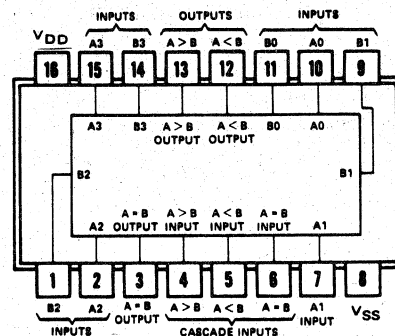 INPUTS OUTPUTS INPUTS
VDD A3 B3 A > B A < B B0 A0 B1
16 15 14 13 12 11 10 9
A3 B3 A > B A < B B0 A0
OUTPUT OUTPUT
B2 B1
A = B A > B A < B A = B
A2 OUTPUT INPUT INPUT INPUT A1
1 2 3 4 5 6 7 8
B2 A2 A = B A > B A < B A = B A1 VSS
INPUTS OUTPUT CASCADE INPUTS INPUT